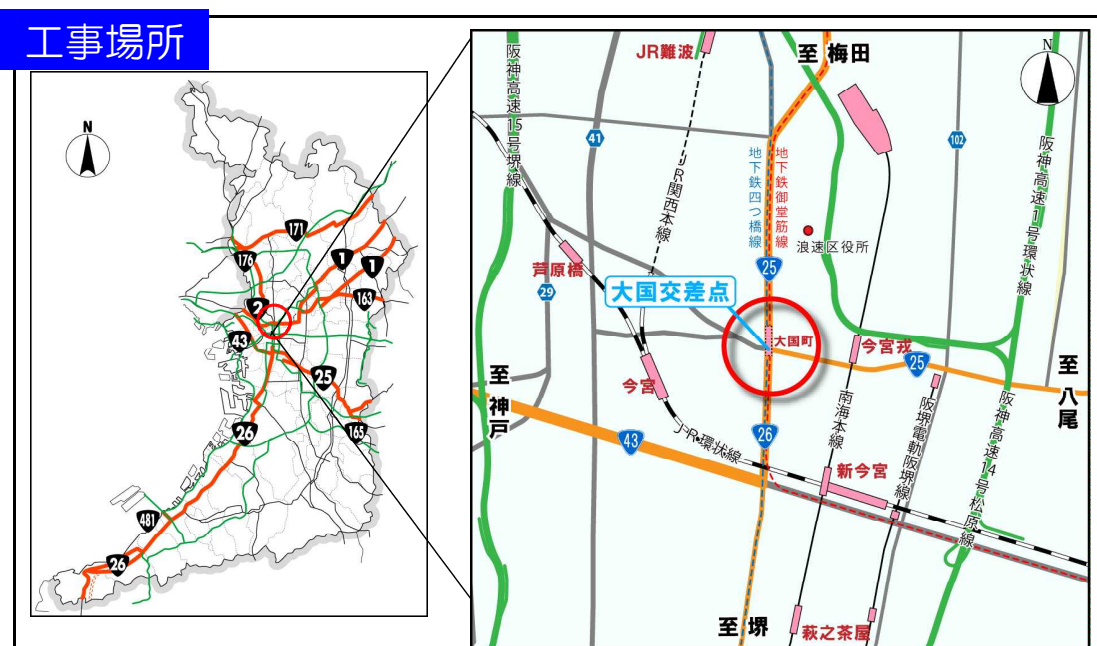 工事場所
N
171
176
1
1
163
2
43
25
26
165
481
26
N
JR難波
至 梅田
阪神高速15号堺線
41
102
JR関西本線
地下鉄四つ橋線
地下鉄御堂筋線
阪神高速1号環状線
浪速区役所
芦原橋
25
29
大国交差点
大国町
今宮戎
25
至 八尾
今宮
至 神戸
南海本線
阪堺電軌阪堺線
阪神高速14号松原線
43
26
JR環状線
新今宮
至 堺
萩之茶屋